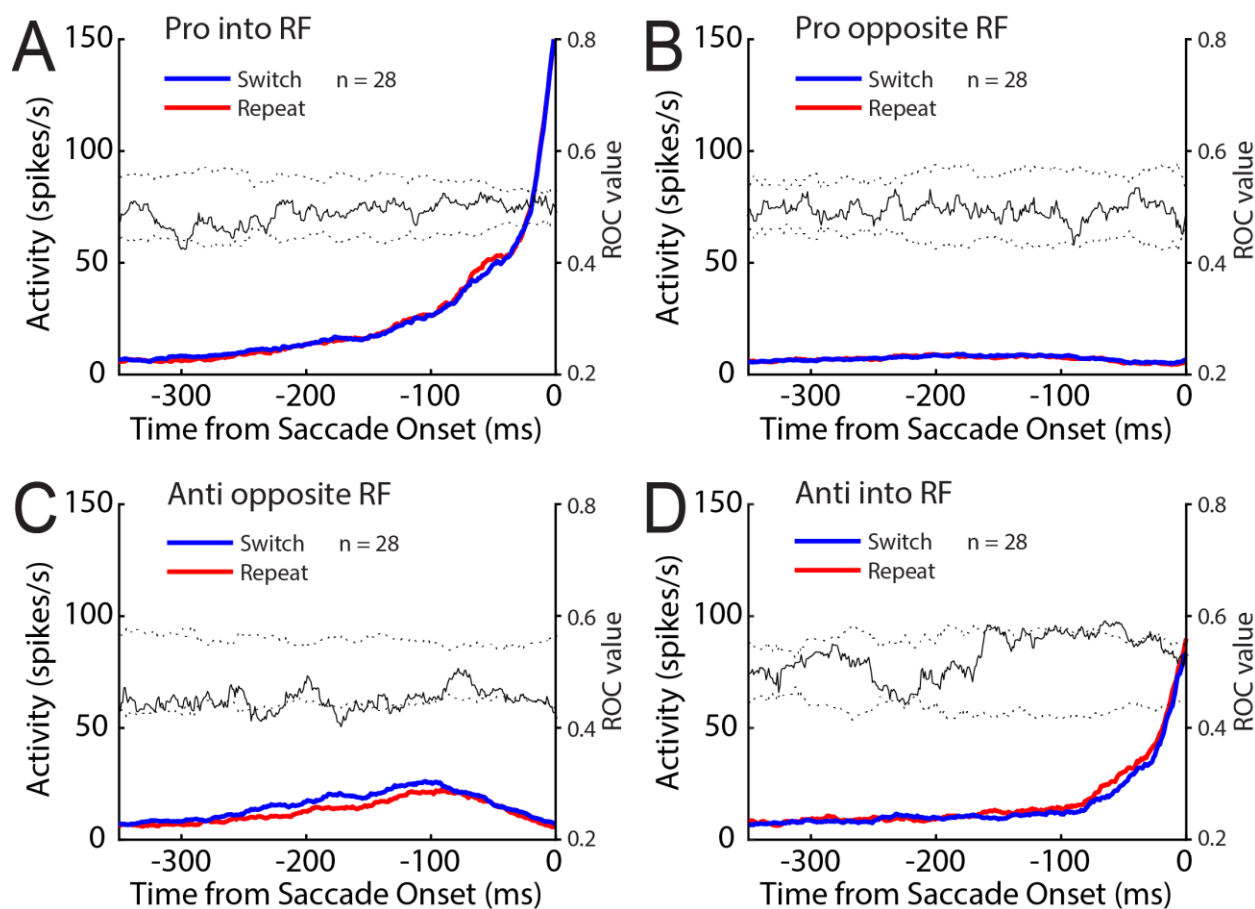 A
Pro into RF
Switch n = 28
Repeat
150
100
50
0
0.8
0.6
0.4
0.2
-300 -200 -100 0
Activity (spikes/s)
ROC value
Time from Saccade Onset (ms)
B
Pro opposite RF
Switch n = 28
Repeat
150
100
50
0
0.8
0.6
0.4
0.2
-300 -200 -100 0
Activity (spikes/s)
ROC value
Time from Saccade Onset (ms)
C
Anti opposite RF
Switch n = 28
Repeat
150
100
50
0
0.8
0.6
0.4
0.2
-300 -200 -100 0
Activity (spikes/s)
ROC value
Time from Saccade Onset (ms)
D
Anti into RF
Switch n = 28
Repeat
150
100
50
0
0.8
0.6
0.4
0.2
-300 -200 -100 0
Activity (spikes/s)
ROC value
Time from Saccade Onset (ms)